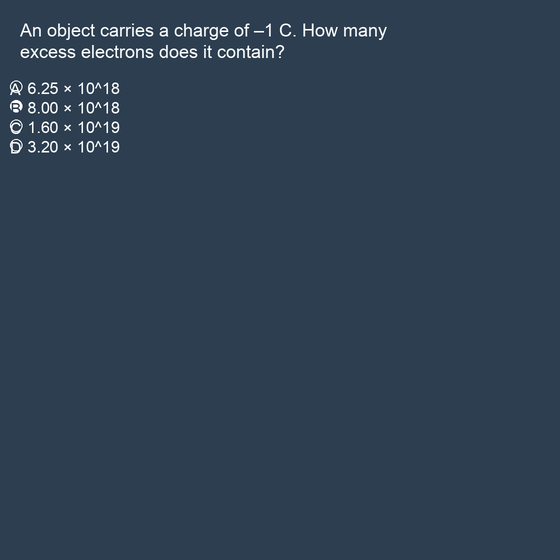 An object carries a charge of –1 C. How many
excess electrons does it contain?
A 6.25 × 10^18
B 8.00 × 10^18
C 1.60 × 10^19
D 3.20 × 10^19